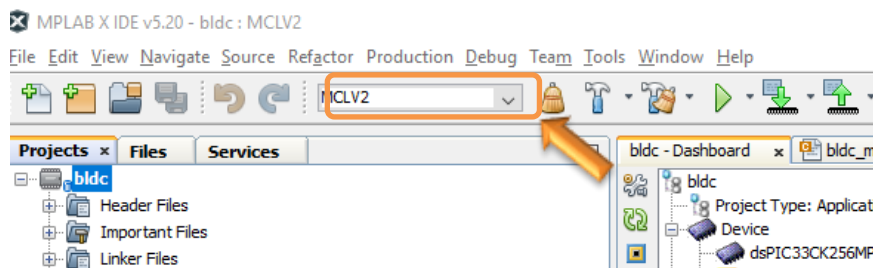 MPLAB X IDE v5.20 - bldc : MCLV2
File Edit View Navigate Source Refactor Production Debug Team Tools Window Help
MCLV2
Projects x Files Services
bldc - Dashboard x bldc_m
bldc
bldc
Header Files
Project Type: Applicat
Important Files
Device
Linker Files
dsPIC33CK256MP